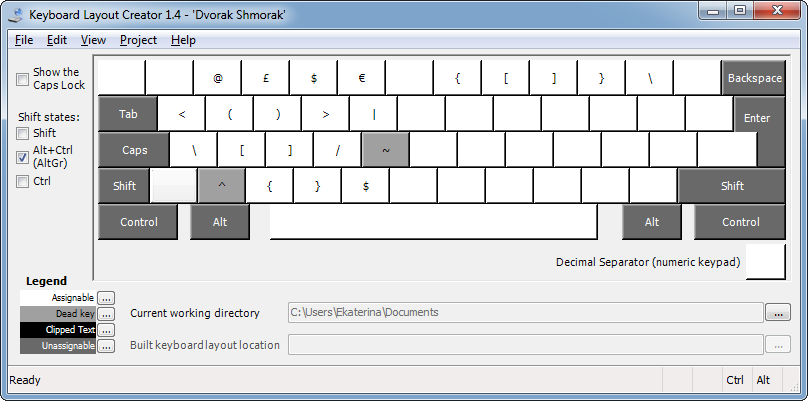 Keyboard Layout Creator 1.4 - 'Dvorak Shmorak'
File Edit View Project Help
Show the
Caps Lock
@ £ $ € { [ ] } \ Backspace
Tab < ( ) > | Enter
Shift states:
Shift
Alt+Ctrl
(AltGr)
Ctrl
Caps \ [ ] / ~
Shift ^ { } $ Shift
Control Alt Alt Control
Decimal Separator (numeric keypad)
Legend
Assignable ...
Dead key ...
Clipped Text ...
Unassignable ...
Current working directory C:\Users\Ekaterina\Documents ...
Built keyboard layout location ...
Ready Ctrl Alt